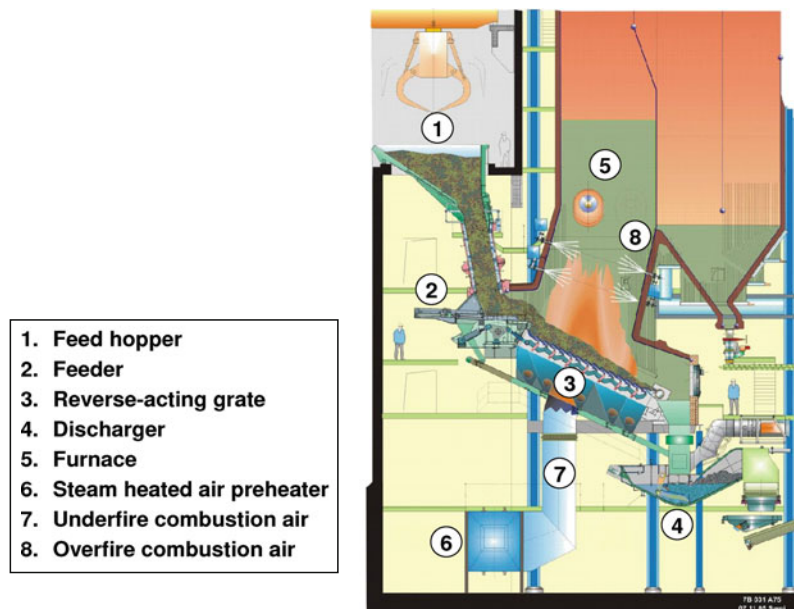 1. Feed hopper
2. Feeder
3. Reverse-acting grate
4. Discharger
5. Furnace
6. Steam heated air preheater
7. Underfire combustion air
8. Overfire combustion air
1
5
8
2
3
7
6
4